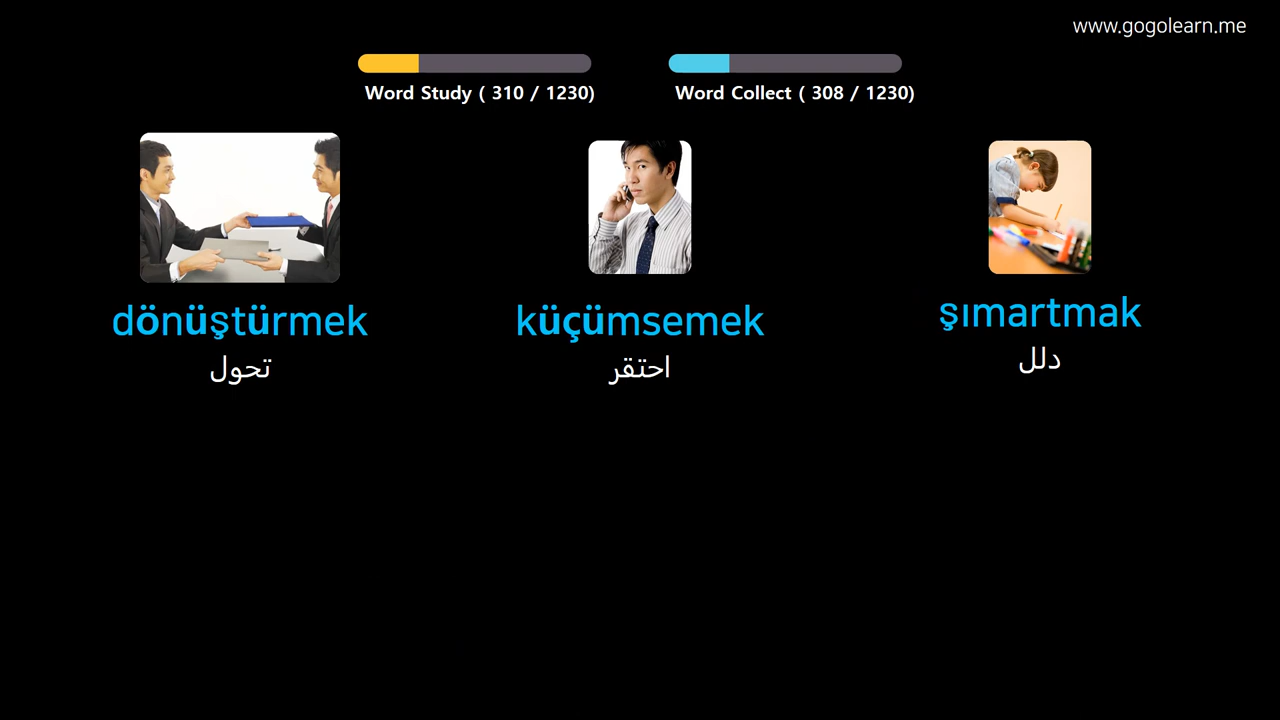 www.gogolearn.me
Word Study ( 310 / 1230)
Word Collect ( 308 / 1230)
dönüştürmek
تحول
küçümsemek
احتقر
şımartmak
دلل